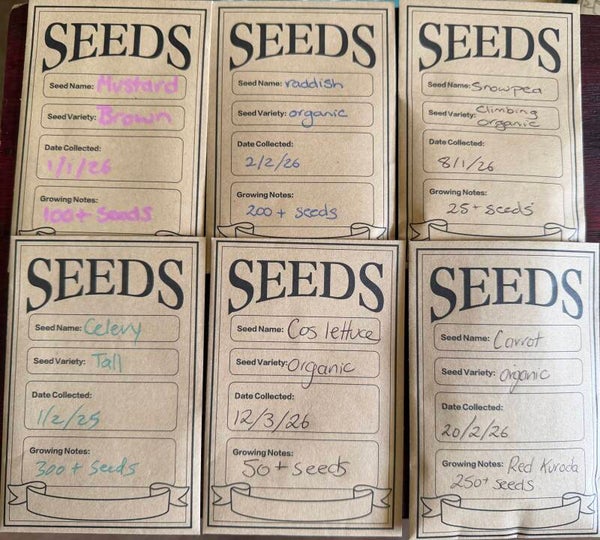 SEEDS
Seed Name: Mustard
Seed Variety: Brown
Date Collected:
1/1/26
Growing Notes:
100+ Seeds
SEEDS
Seed Name: raddish
Seed Variety: organic
Date Collected:
2/2/26
Growing Notes:
200 + seeds
SEEDS
Seed Name: Snowpea
Seed Variety: Climbing
organic
Date Collected:
8/1/26
Growing Notes:
25+ seeds
SEEDS
Seed Name: Celery
Seed Variety: Tall
Date Collected:
1/2/25
Growing Notes:
300+ Seeds
SEEDS
Seed Name: Cos lettuce
Seed Variety: Organic
Date Collected:
12/3/26
Growing Notes:
50+ seeds
SEEDS
Seed Name: Carrot
Seed Variety: Organic
Date Collected:
20/2/26
Growing Notes: Red Kuroda
250+ seeds